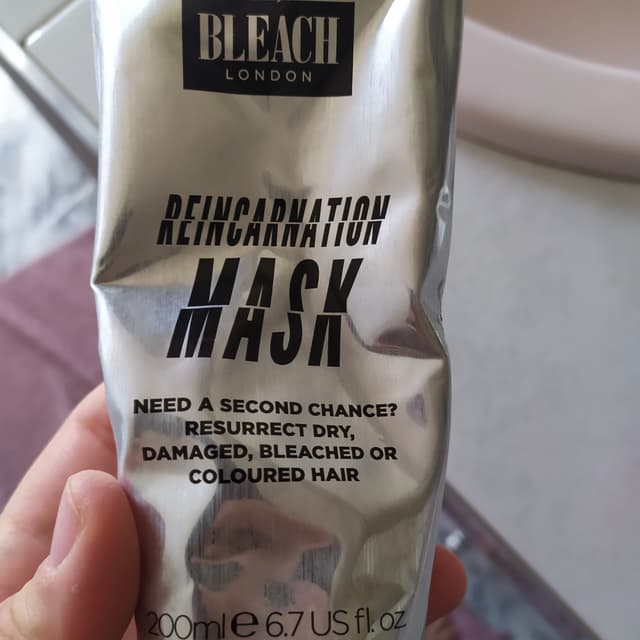 BLEACH
LONDON
REINCARNATION
MASK
NEED A SECOND CHANCE?
RESURRECT DRY,
DAMAGED, BLEACHED OR
COLOURED HAIR
200ml ℮ 6.7 US fl. oz